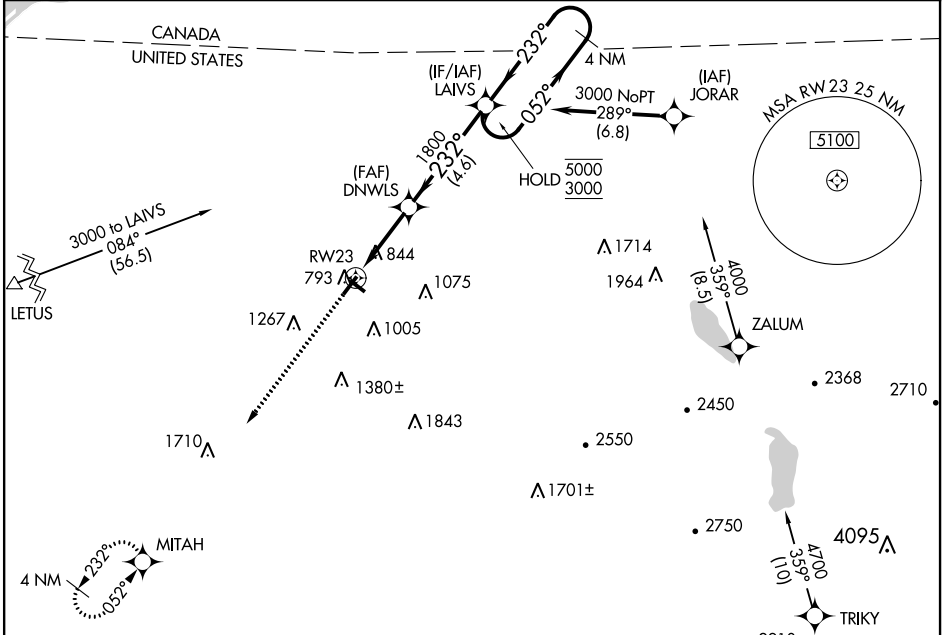 CANADA
UNITED STATES
232°
4 NM
052°
(IF/IAF)
LAIVS
3000 NoPT
289°
(6.8)
(IAF)
JORAR
MSA RW23 25 NM
5100
HOLD
5000
3000
1800
232°
(4.6)
(FAF)
DNWLS
3000 to LAIVS
084°
(56.5)
LETUS
RW23
793
844
1075
1267
1005
1380±
1843
1710
1714
1964
4000
359°
(8.5)
ZALUM
2368
2710
2450
2550
1701±
2750
4095
4700
359°
(10)
TRIKY
MITAH
4 NM
232°
052°